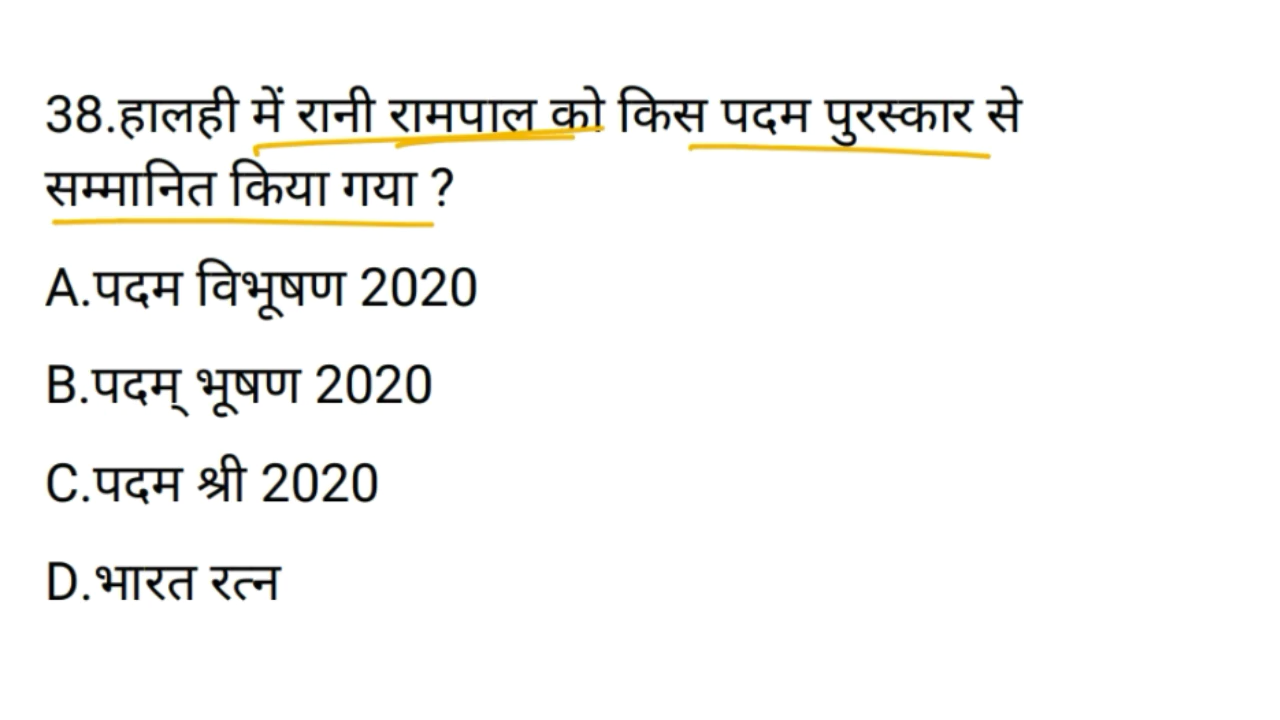 38.हालही में रानी रामपाल को किस पदम पुरस्कार से
सम्मानित किया गया ?
A.पदम विभूषण 2020
B.पदम् भूषण 2020
C.पदम श्री 2020
D.भारत रत्न